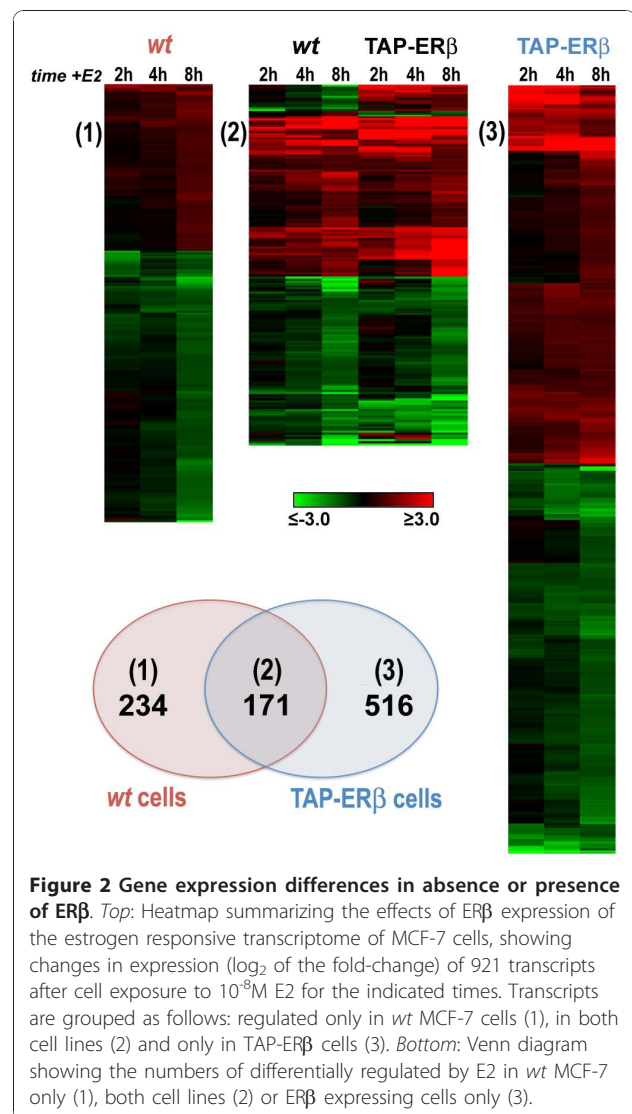 wt
wt TAP-ERβ
TAP-ERβ
time +E2 2h 4h 8h
2h 4h 8h 2h 4h 8h
2h 4h 8h
(1)
(2)
(3)
≤-3.0 ≥3.0
(1) (2) (3)
234 171 516
wt cells TAP-ERβ cells
Figure 2 Gene expression differences in absence or presence
of ERβ. Top: Heatmap summarizing the effects of ERβ expression of
the estrogen responsive transcriptome of MCF-7 cells, showing
changes in expression (log₂ of the fold-change) of 921 transcripts
after cell exposure to 10⁻⁸M E2 for the indicated times. Transcripts
are grouped as follows: regulated only in wt MCF-7 cells (1), in both
cell lines (2) and only in TAP-ERβ cells (3). Bottom: Venn diagram
showing the numbers of differentially regulated by E2 in wt MCF-7
only (1), both cell lines (2) or ERβ expressing cells only (3).